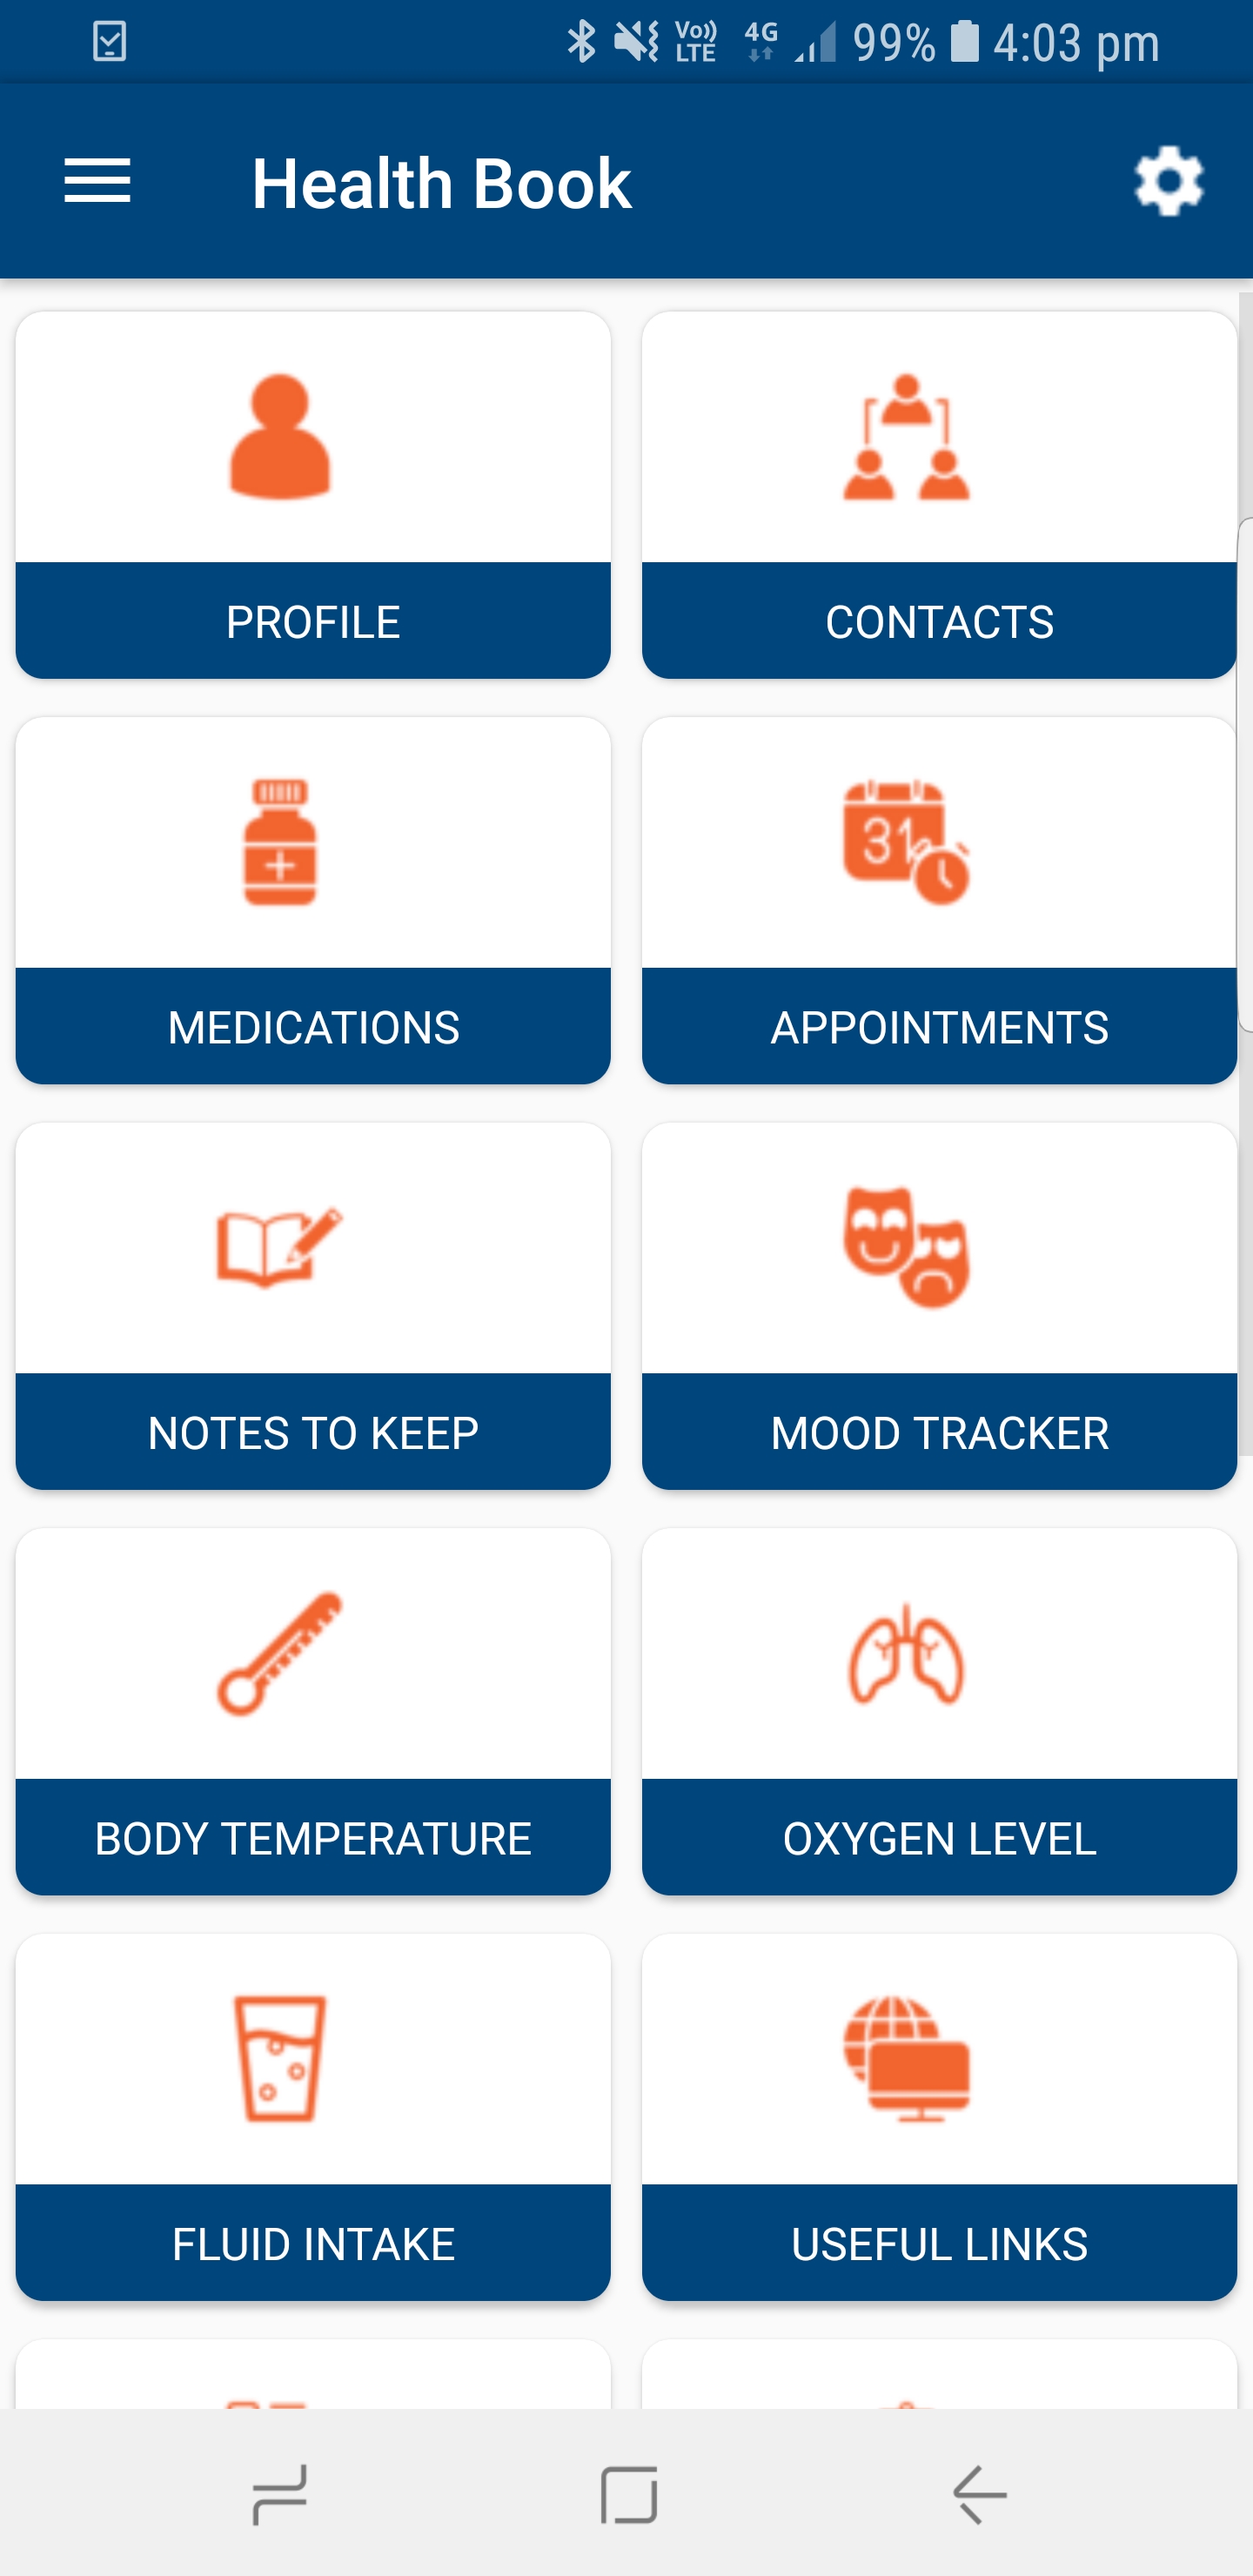 Vo)) LTE 4G 99% 4:03 pm
Health Book
PROFILE
CONTACTS
MEDICATIONS
31
APPOINTMENTS
NOTES TO KEEP
MOOD TRACKER
BODY TEMPERATURE
OXYGEN LEVEL
FLUID INTAKE
USEFUL LINKS